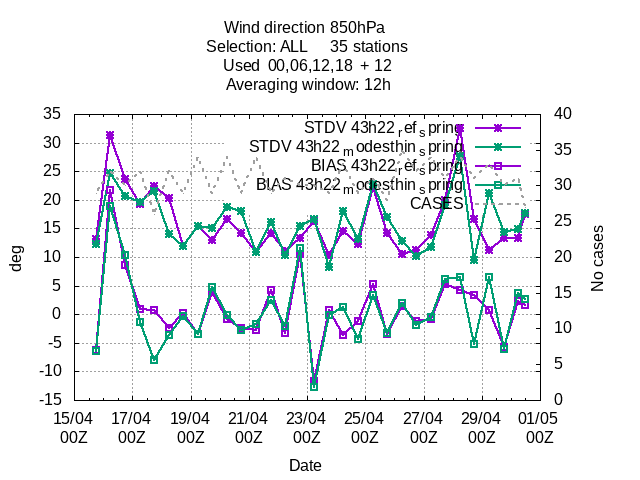 Wind direction 850hPa
Selection: ALL     35 stations
Used  00,06,12,18  + 12
Averaging window: 12h
STDV 43h22_ref_spring
STDV 43h22_modesthin_spring
BIAS 43h22_ref_spring
BIAS 43h22_modesthin_spring
CASES
deg
35
30
25
20
15
10
5
0
-5
-10
-15
No cases
40
35
30
25
20
15
10
5
0
15/04 17/04 19/04 21/04 23/04 25/04 27/04 29/04 01/05
00Z 00Z 00Z 00Z 00Z 00Z 00Z 00Z 00Z
Date